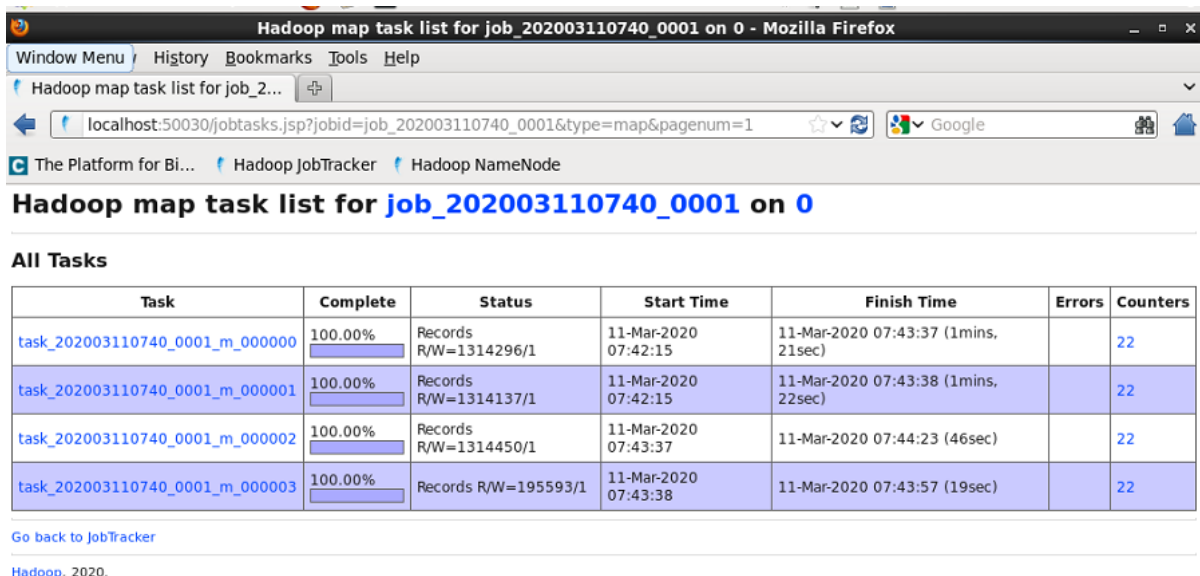 Hadoop map task list for job_202003110740_0001 on 0 - Mozilla Firefox
Window Menu History Bookmarks Tools Help
Hadoop map task list for job_2...
localhost:50030/jobtasks.jsp?jobid=job_202003110740_0001&type=map&pagenum=1 Google
The Platform for Bi... Hadoop JobTracker Hadoop NameNode
Hadoop map task list for job_202003110740_0001 on 0
All Tasks
Task Complete Status Start Time Finish Time Errors Counters
task_202003110740_0001_m_000000 100.00% Records R/W=1314296/1 11-Mar-2020 07:42:15 11-Mar-2020 07:43:37 (1mins, 21sec) 22
task_202003110740_0001_m_000001 100.00% Records R/W=1314137/1 11-Mar-2020 07:42:15 11-Mar-2020 07:43:38 (1mins, 22sec) 22
task_202003110740_0001_m_000002 100.00% Records R/W=1314450/1 11-Mar-2020 07:43:37 11-Mar-2020 07:44:23 (46sec) 22
task_202003110740_0001_m_000003 100.00% Records R/W=195593/1 11-Mar-2020 07:43:38 11-Mar-2020 07:43:57 (19sec) 22
Go back to JobTracker
Hadoop, 2020.